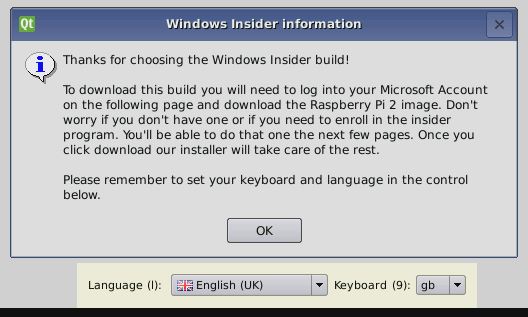 Qt
Windows Insider information
i
Thanks for choosing the Windows Insider build!
To download this build you will need to log into your Microsoft Account
on the following page and download the Raspberry Pi 2 image. Don't
worry if you don't have one or if you need to enroll in the insider
program. You'll be able to do that one the next few pages. Once you
click download our installer will take care of the rest.
Please remember to set your keyboard and language in the control
below.
OK
Language (l): English (UK) Keyboard (9): gb